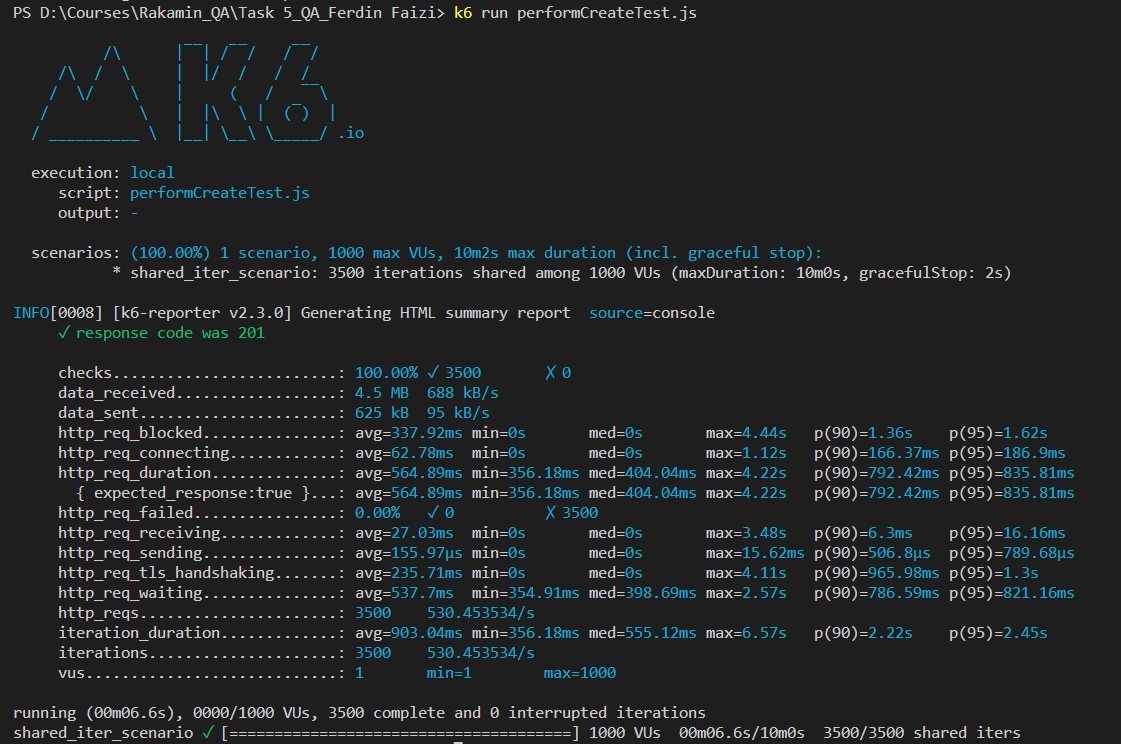 PS D:\Courses\Rakamin_QA\Task 5_QA_Ferdin Faizi> k6 run performCreateTest.js
.io
execution: local
script: performCreateTest.js
output: -
scenarios: (100.00%) 1 scenario, 1000 max VUs, 10m2s max duration (incl. graceful stop):
* shared_iter_scenario: 3500 iterations shared among 1000 VUs (maxDuration: 10m0s, gracefulStop: 2s)
INFO[0008] [k6-reporter v2.3.0] Generating HTML summary report  source=console
✓ response code was 201
checks.........................: 100.00% ✓ 3500 ✗ 0
data_received..................: 4.5 MB 688 kB/s
data_sent......................: 625 kB 95 kB/s
http_req_blocked...............: avg=337.92ms min=0s med=0s max=4.44s p(90)=1.36s p(95)=1.62s
http_req_connecting............: avg=62.78ms min=0s med=0s max=1.12s p(90)=166.37ms p(95)=186.9ms
http_req_duration..............: avg=564.89ms min=356.18ms med=404.04ms max=4.22s p(90)=792.42ms p(95)=835.81ms
{ expected_response:true }...: avg=564.89ms min=356.18ms med=404.04ms max=4.22s p(90)=792.42ms p(95)=835.81ms
http_req_failed................: 0.00% ✓ 0 ✗ 3500
http_req_receiving.............: avg=27.03ms min=0s med=0s max=3.48s p(90)=6.3ms p(95)=16.16ms
http_req_sending...............: avg=155.97µs min=0s med=0s max=15.62ms p(90)=506.8µs p(95)=789.68µs
http_req_tls_handshaking.......: avg=235.71ms min=0s med=0s max=4.11s p(90)=965.98ms p(95)=1.3s
http_req_waiting...............: avg=537.7ms min=354.91ms med=398.69ms max=2.57s p(90)=786.59ms p(95)=821.16ms
http_reqs......................: 3500 530.453534/s
iteration_duration.............: avg=903.04ms min=356.18ms med=555.12ms max=6.57s p(90)=2.22s p(95)=2.45s
iterations.....................: 3500 530.453534/s
vus............................: 1 min=1 max=1000
running (00m06.6s), 0000/1000 VUs, 3500 complete and 0 interrupted iterations
shared_iter_scenario ✓ [======================================] 1000 VUs 00m06.6s/10m0s 3500/3500 shared iters